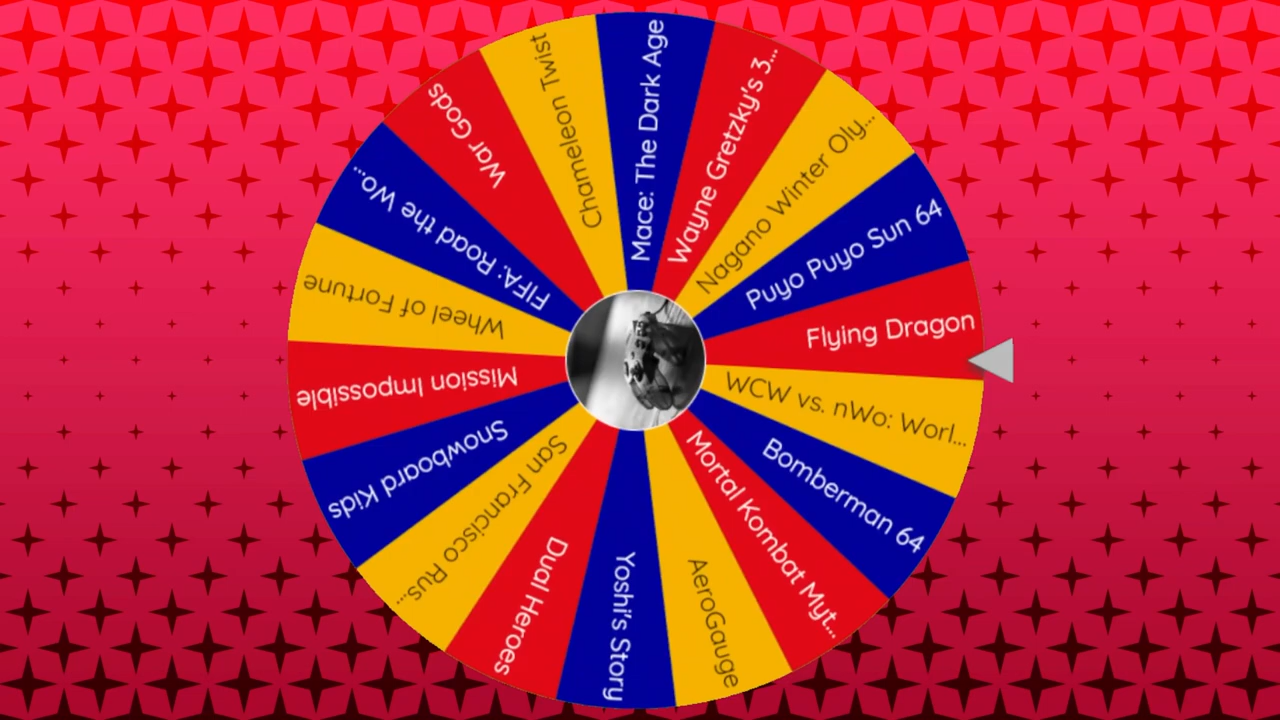 Mace: The Dark Age
Wayne Gretzky's 3...
Nagano Winter Oly...
Puyo Puyo Sun 64
Flying Dragon
WCW vs. nWo: Worl...
Bomberman 64
Mortal Kombat Myt...
AeroGauge
Yoshi's Story
Dual Heroes
San Francisco Rus...
Snowboard Kids
Mission Impossible
Wheel of Fortune
FIFA: Road the Wo...
War Gods
Chameleon Twist